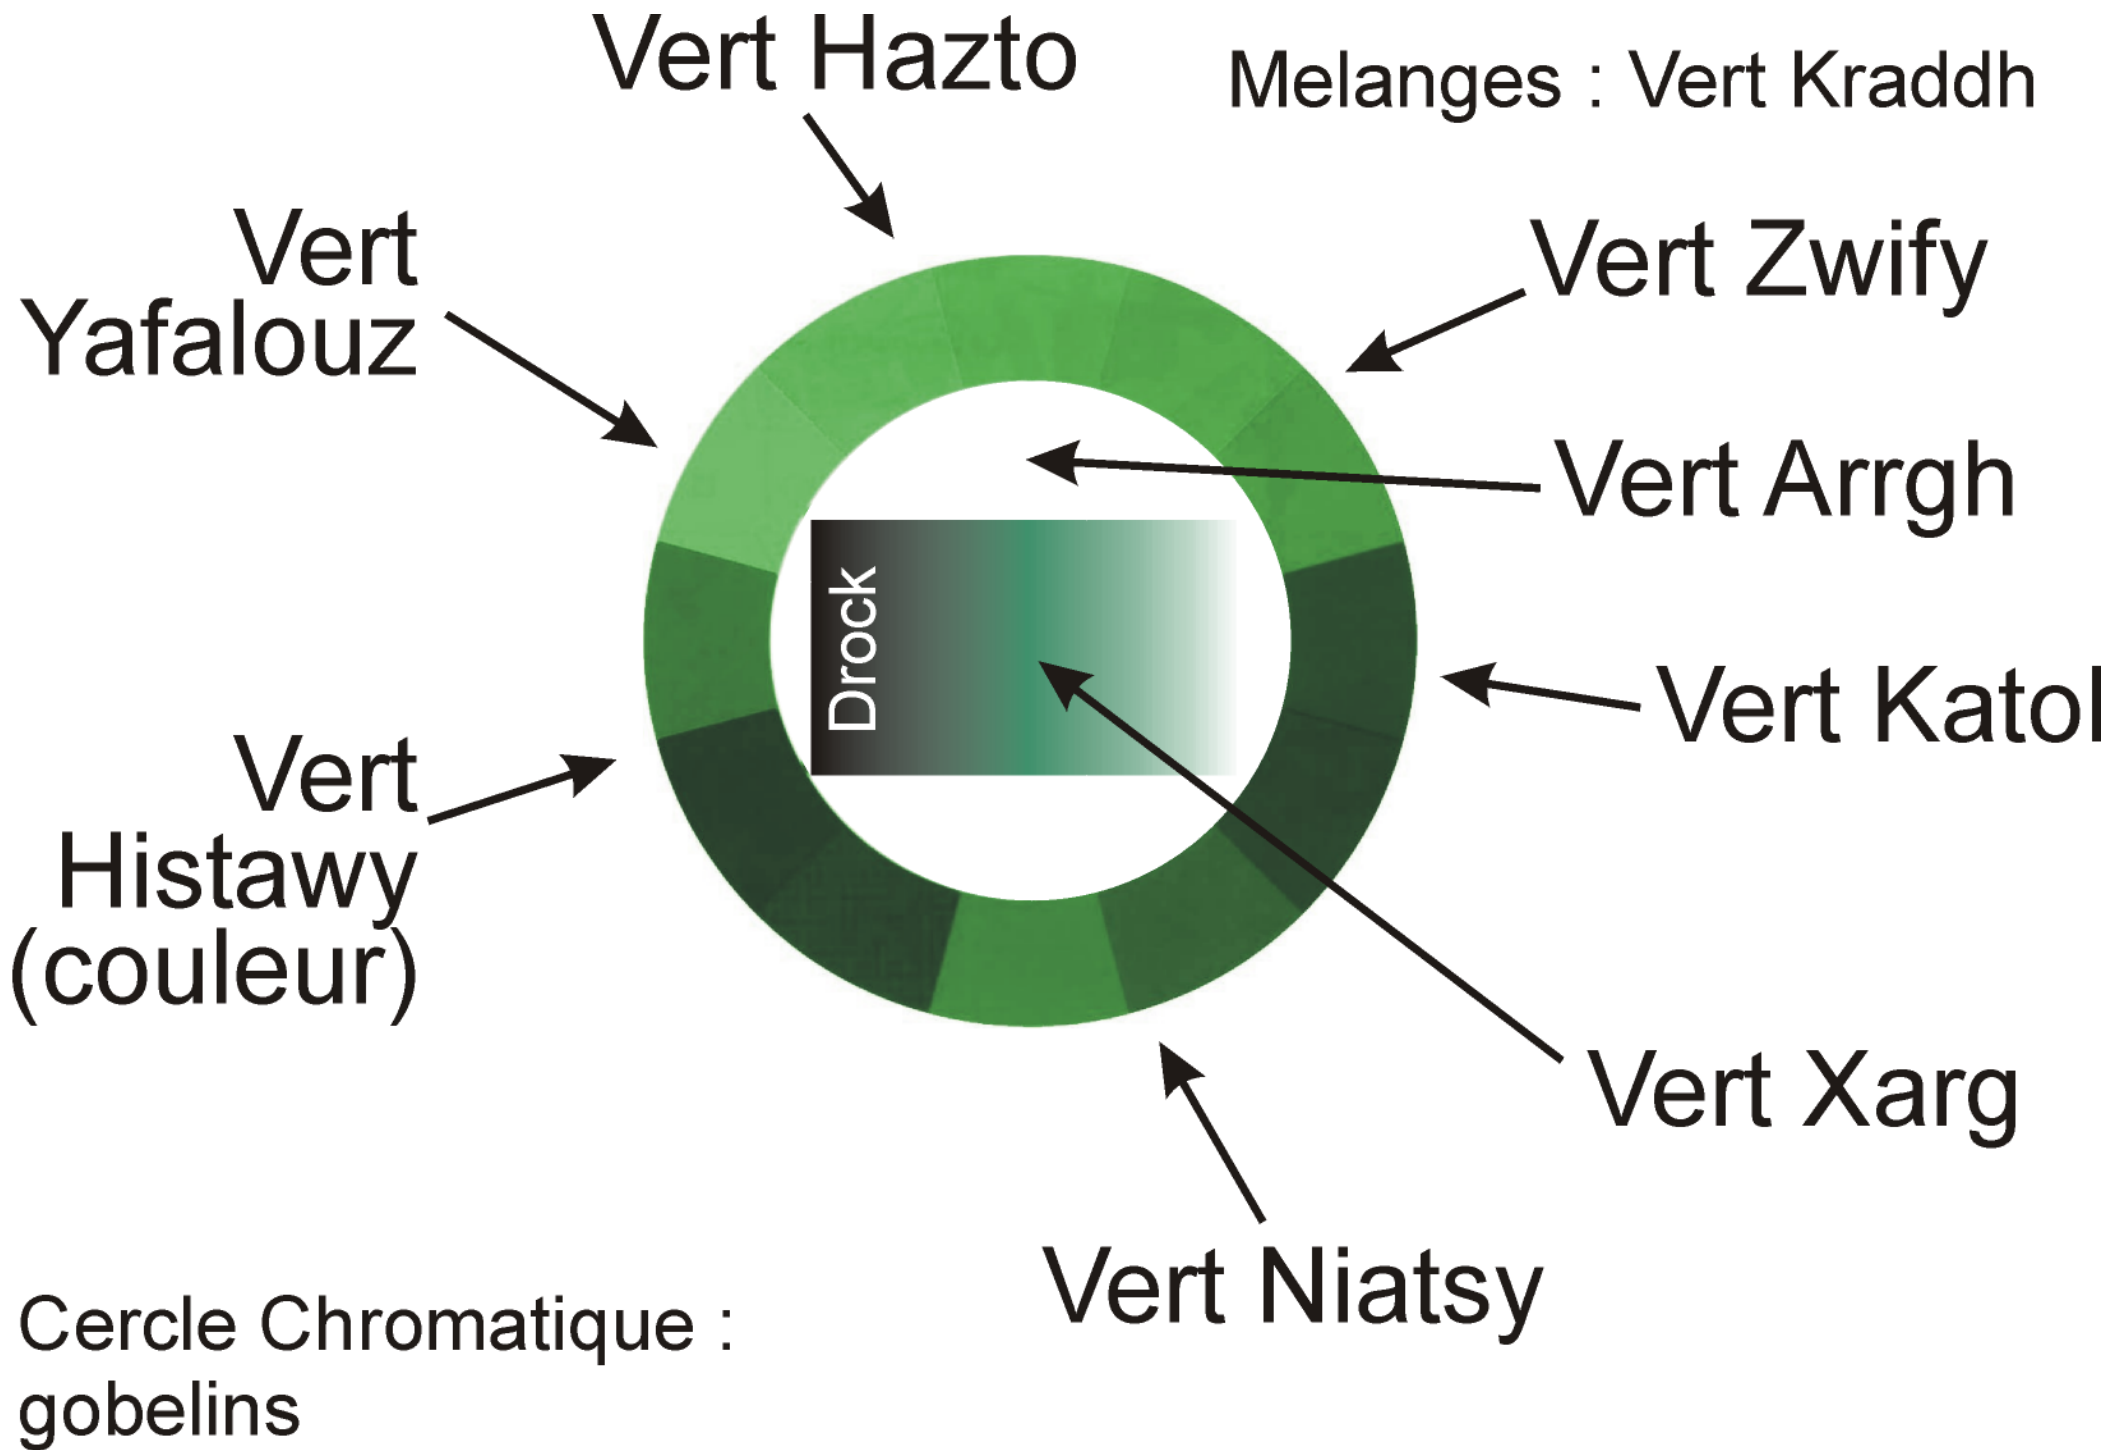 Vert Hazto
Melanges : Vert Kraddh
Vert
Yafalouz
Vert Zwify
Vert Arrgh
Drock
Vert Katol
Vert
Histawy
(couleur)
Vert Xarg
Vert Niatsy
Cercle Chromatique :
gobelins